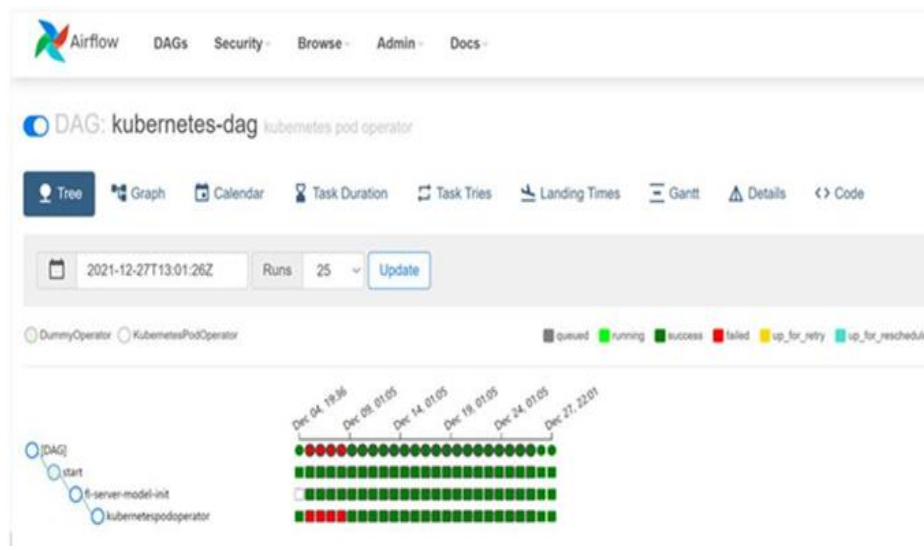 Airflow DAGs Security Browse Admin Docs
DAG: kubernetes-dag kubernetes pod operator
Tree Graph Calendar Task Duration Task Tries Landing Times Gantt Details <> Code
2021-12-27T13:01:26Z Runs 25 Update
DummyOperator KubernetesPodOperator queued running success failed up_for_retry up_for_reschedul
Dec 04, 19:36 Dec 09, 01:05 Dec 14, 01:05 Dec 19, 01:05 Dec 24, 01:05 Dec 27, 22:01
[DAG]
start
fl-server-model-init
kubernetespodoperator